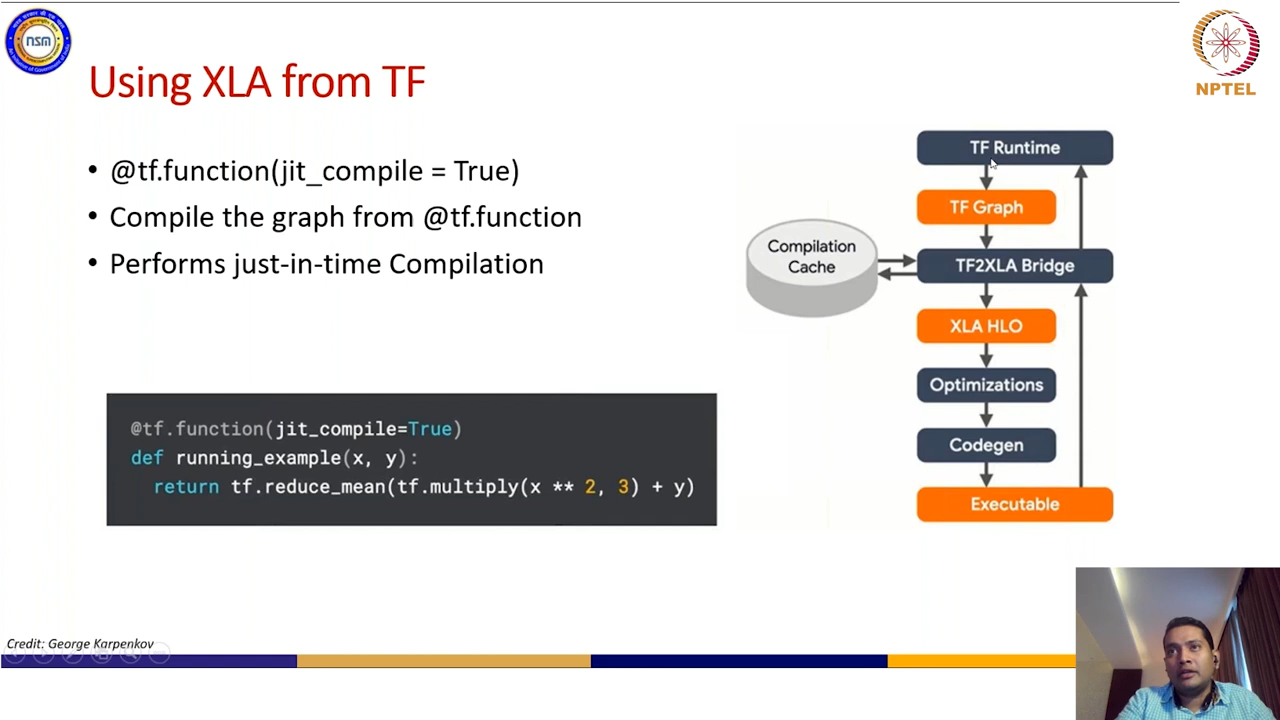 nsm
NPTEL
Using XLA from TF
• @tf.function(jit_compile = True)
• Compile the graph from @tf.function
• Performs just-in-time Compilation
@tf.function(jit_compile=True)
def running_example(x, y):
return tf.reduce_mean(tf.multiply(x ** 2, 3) + y)
TF Runtime
TF Graph
Compilation
Cache
TF2XLA Bridge
XLA HLO
Optimizations
Codegen
Executable
Credit: George Karpenkov